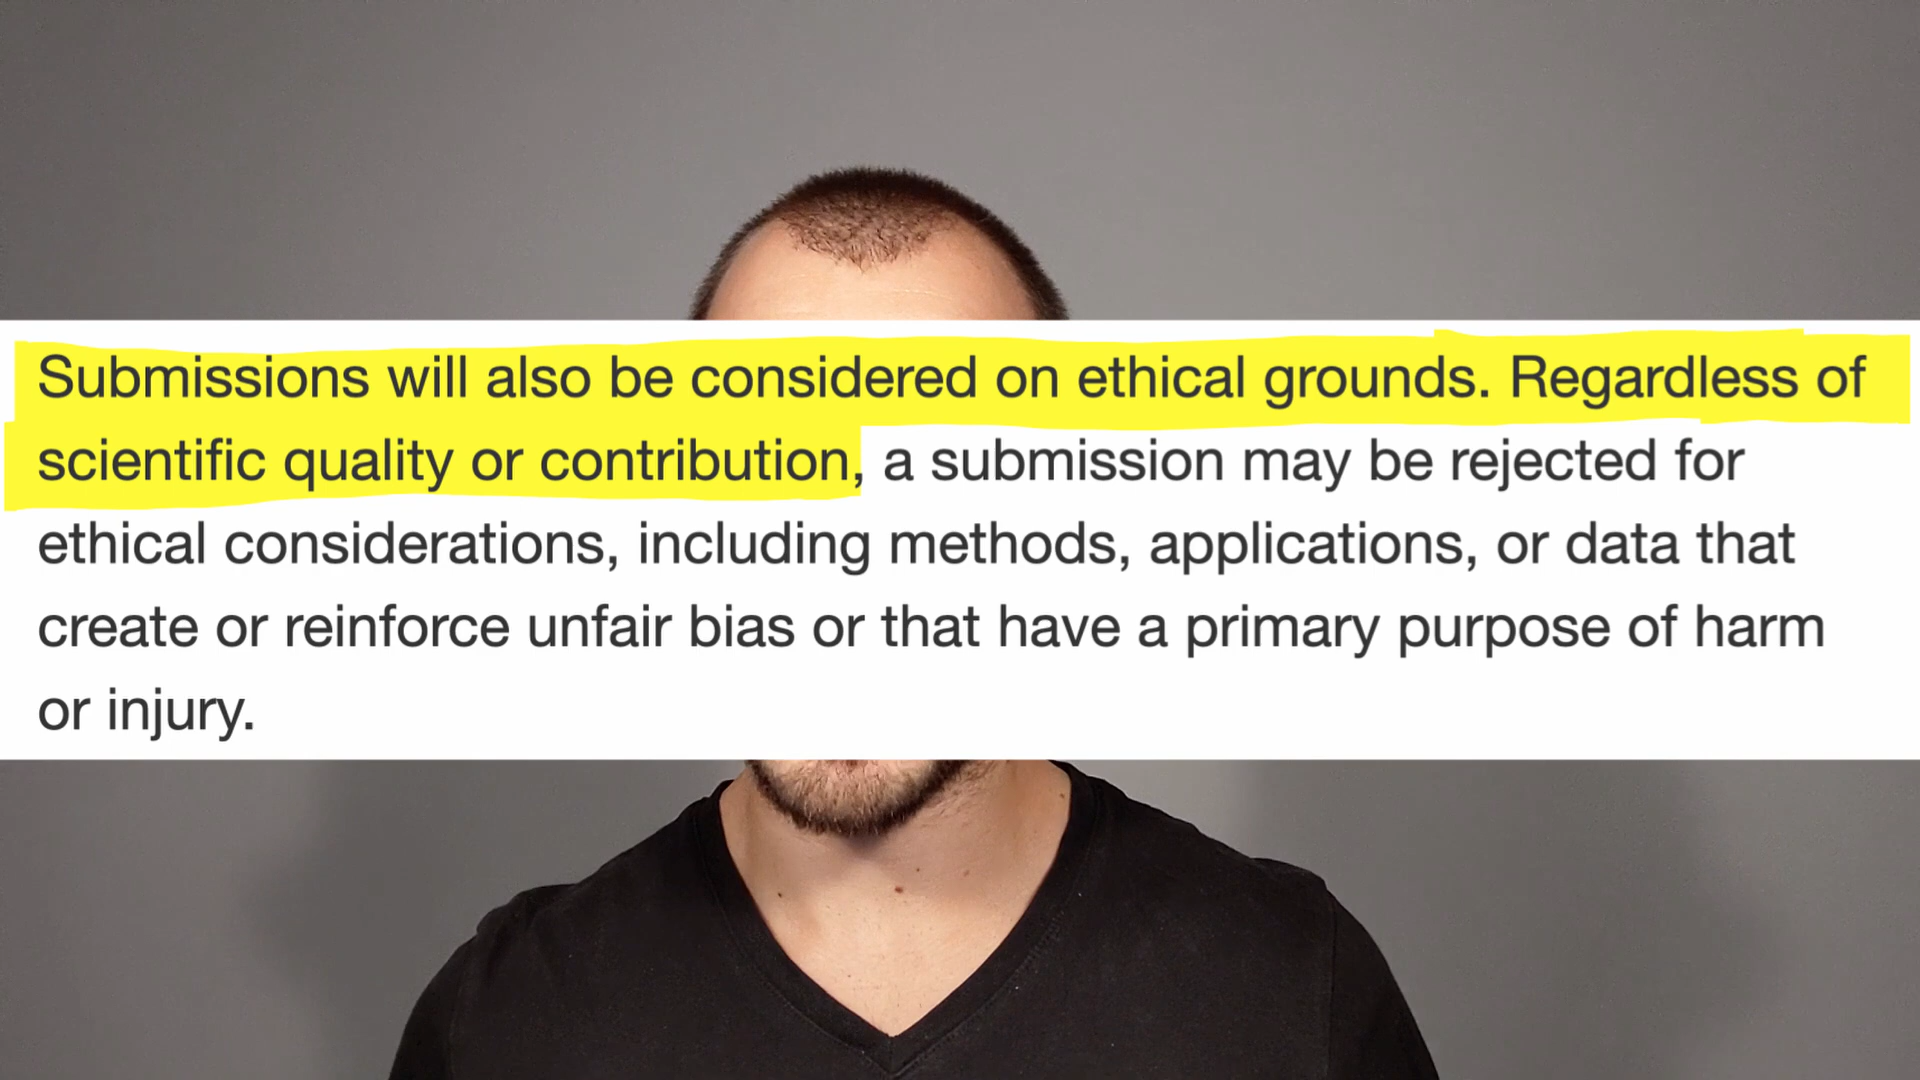 Submissions will also be considered on ethical grounds. Regardless of
scientific quality or contribution, a submission may be rejected for
ethical considerations, including methods, applications, or data that
create or reinforce unfair bias or that have a primary purpose of harm
or injury.